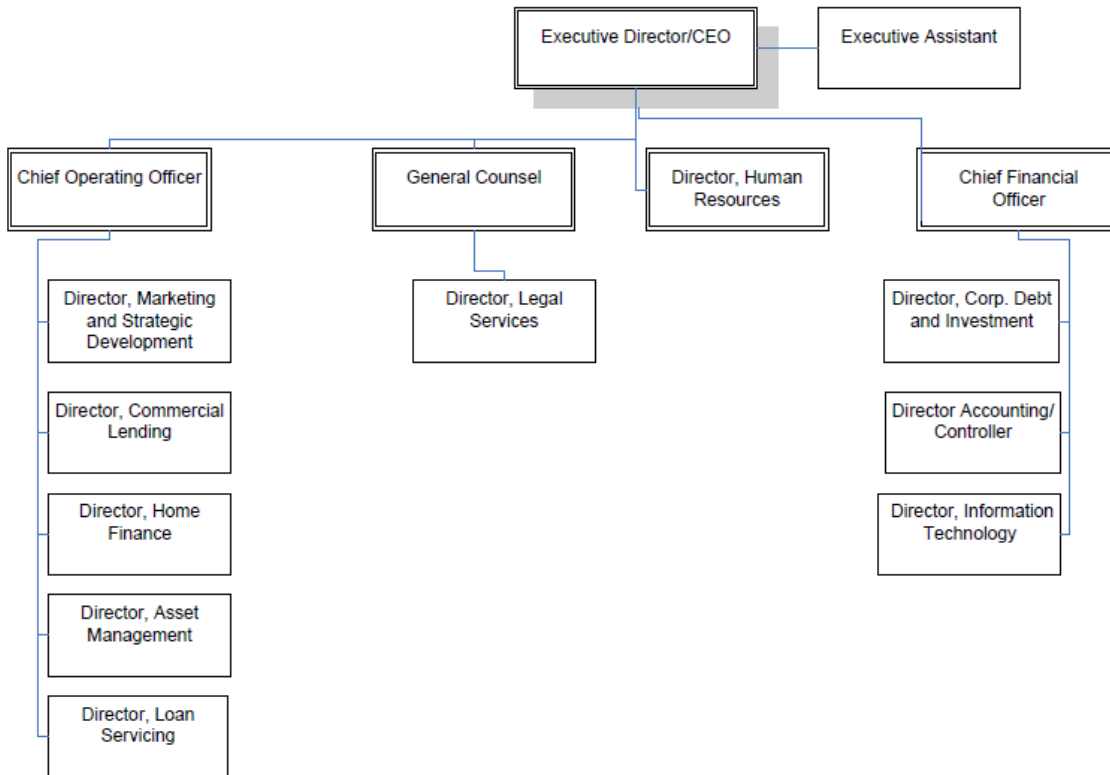 Executive Director/CEO
Executive Assistant
Chief Operating Officer
General Counsel
Director, Human
Resources
Chief Financial
Officer
Director, Marketing
and Strategic
Development
Director, Legal
Services
Director, Corp. Debt
and Investment
Director, Commercial
Lending
Director Accounting/
Controller
Director, Home
Finance
Director, Information
Technology
Director, Asset
Management
Director, Loan
Servicing